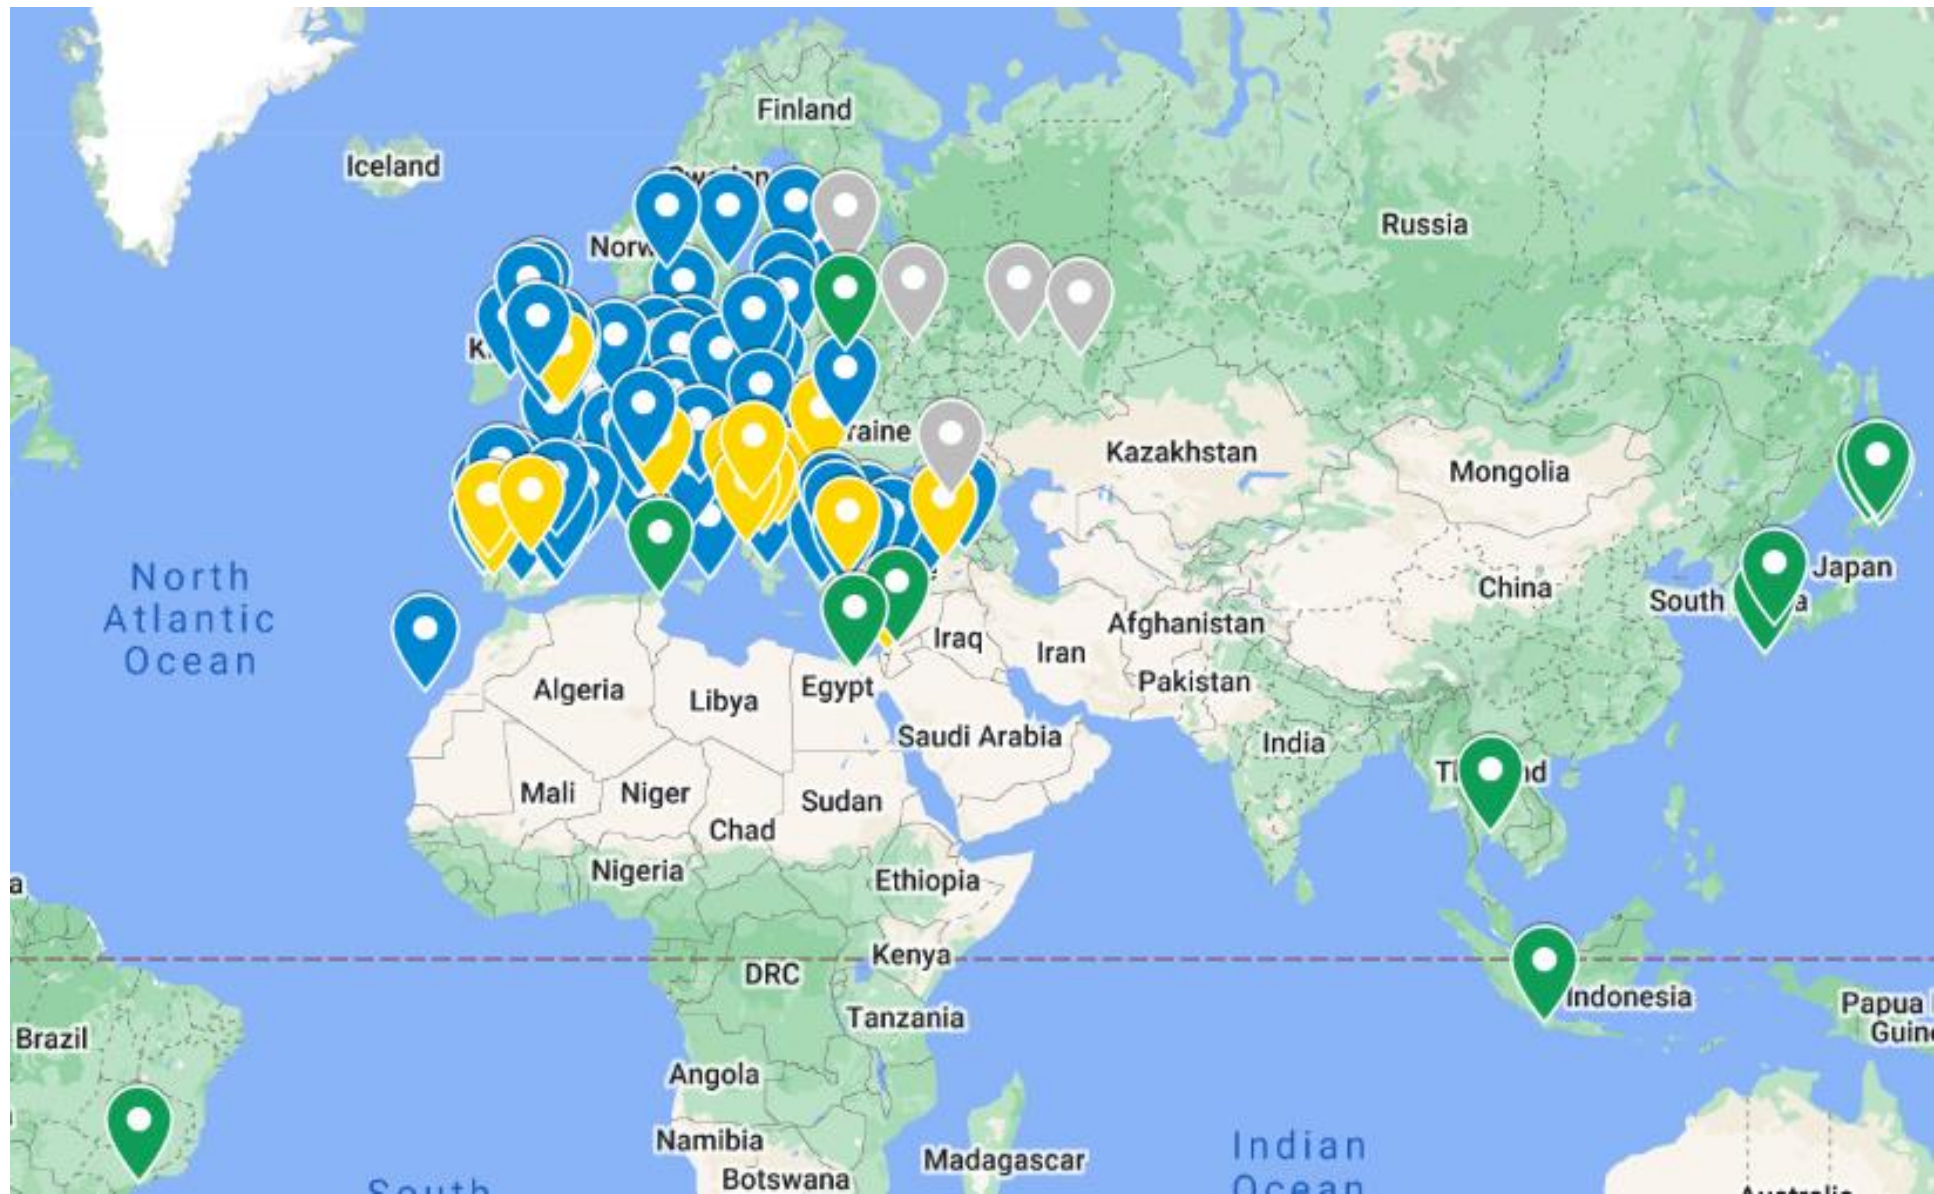 Finland
Iceland
Russia
Kazakhstan
Mongolia
North
Atlantic
Ocean
Japan
China
South
Afghanistan
Iraq
Iran
Algeria
Libya
Egypt
Pakistan
Saudi Arabia
India
Mali
Niger
Sudan
Chad
Nigeria
Ethiopia
Kenya
DRC
Indonesia
Tanzania
Papua
Brazil
Angola
Namibia
Madagascar
Indian
Ocean
Botswana
South